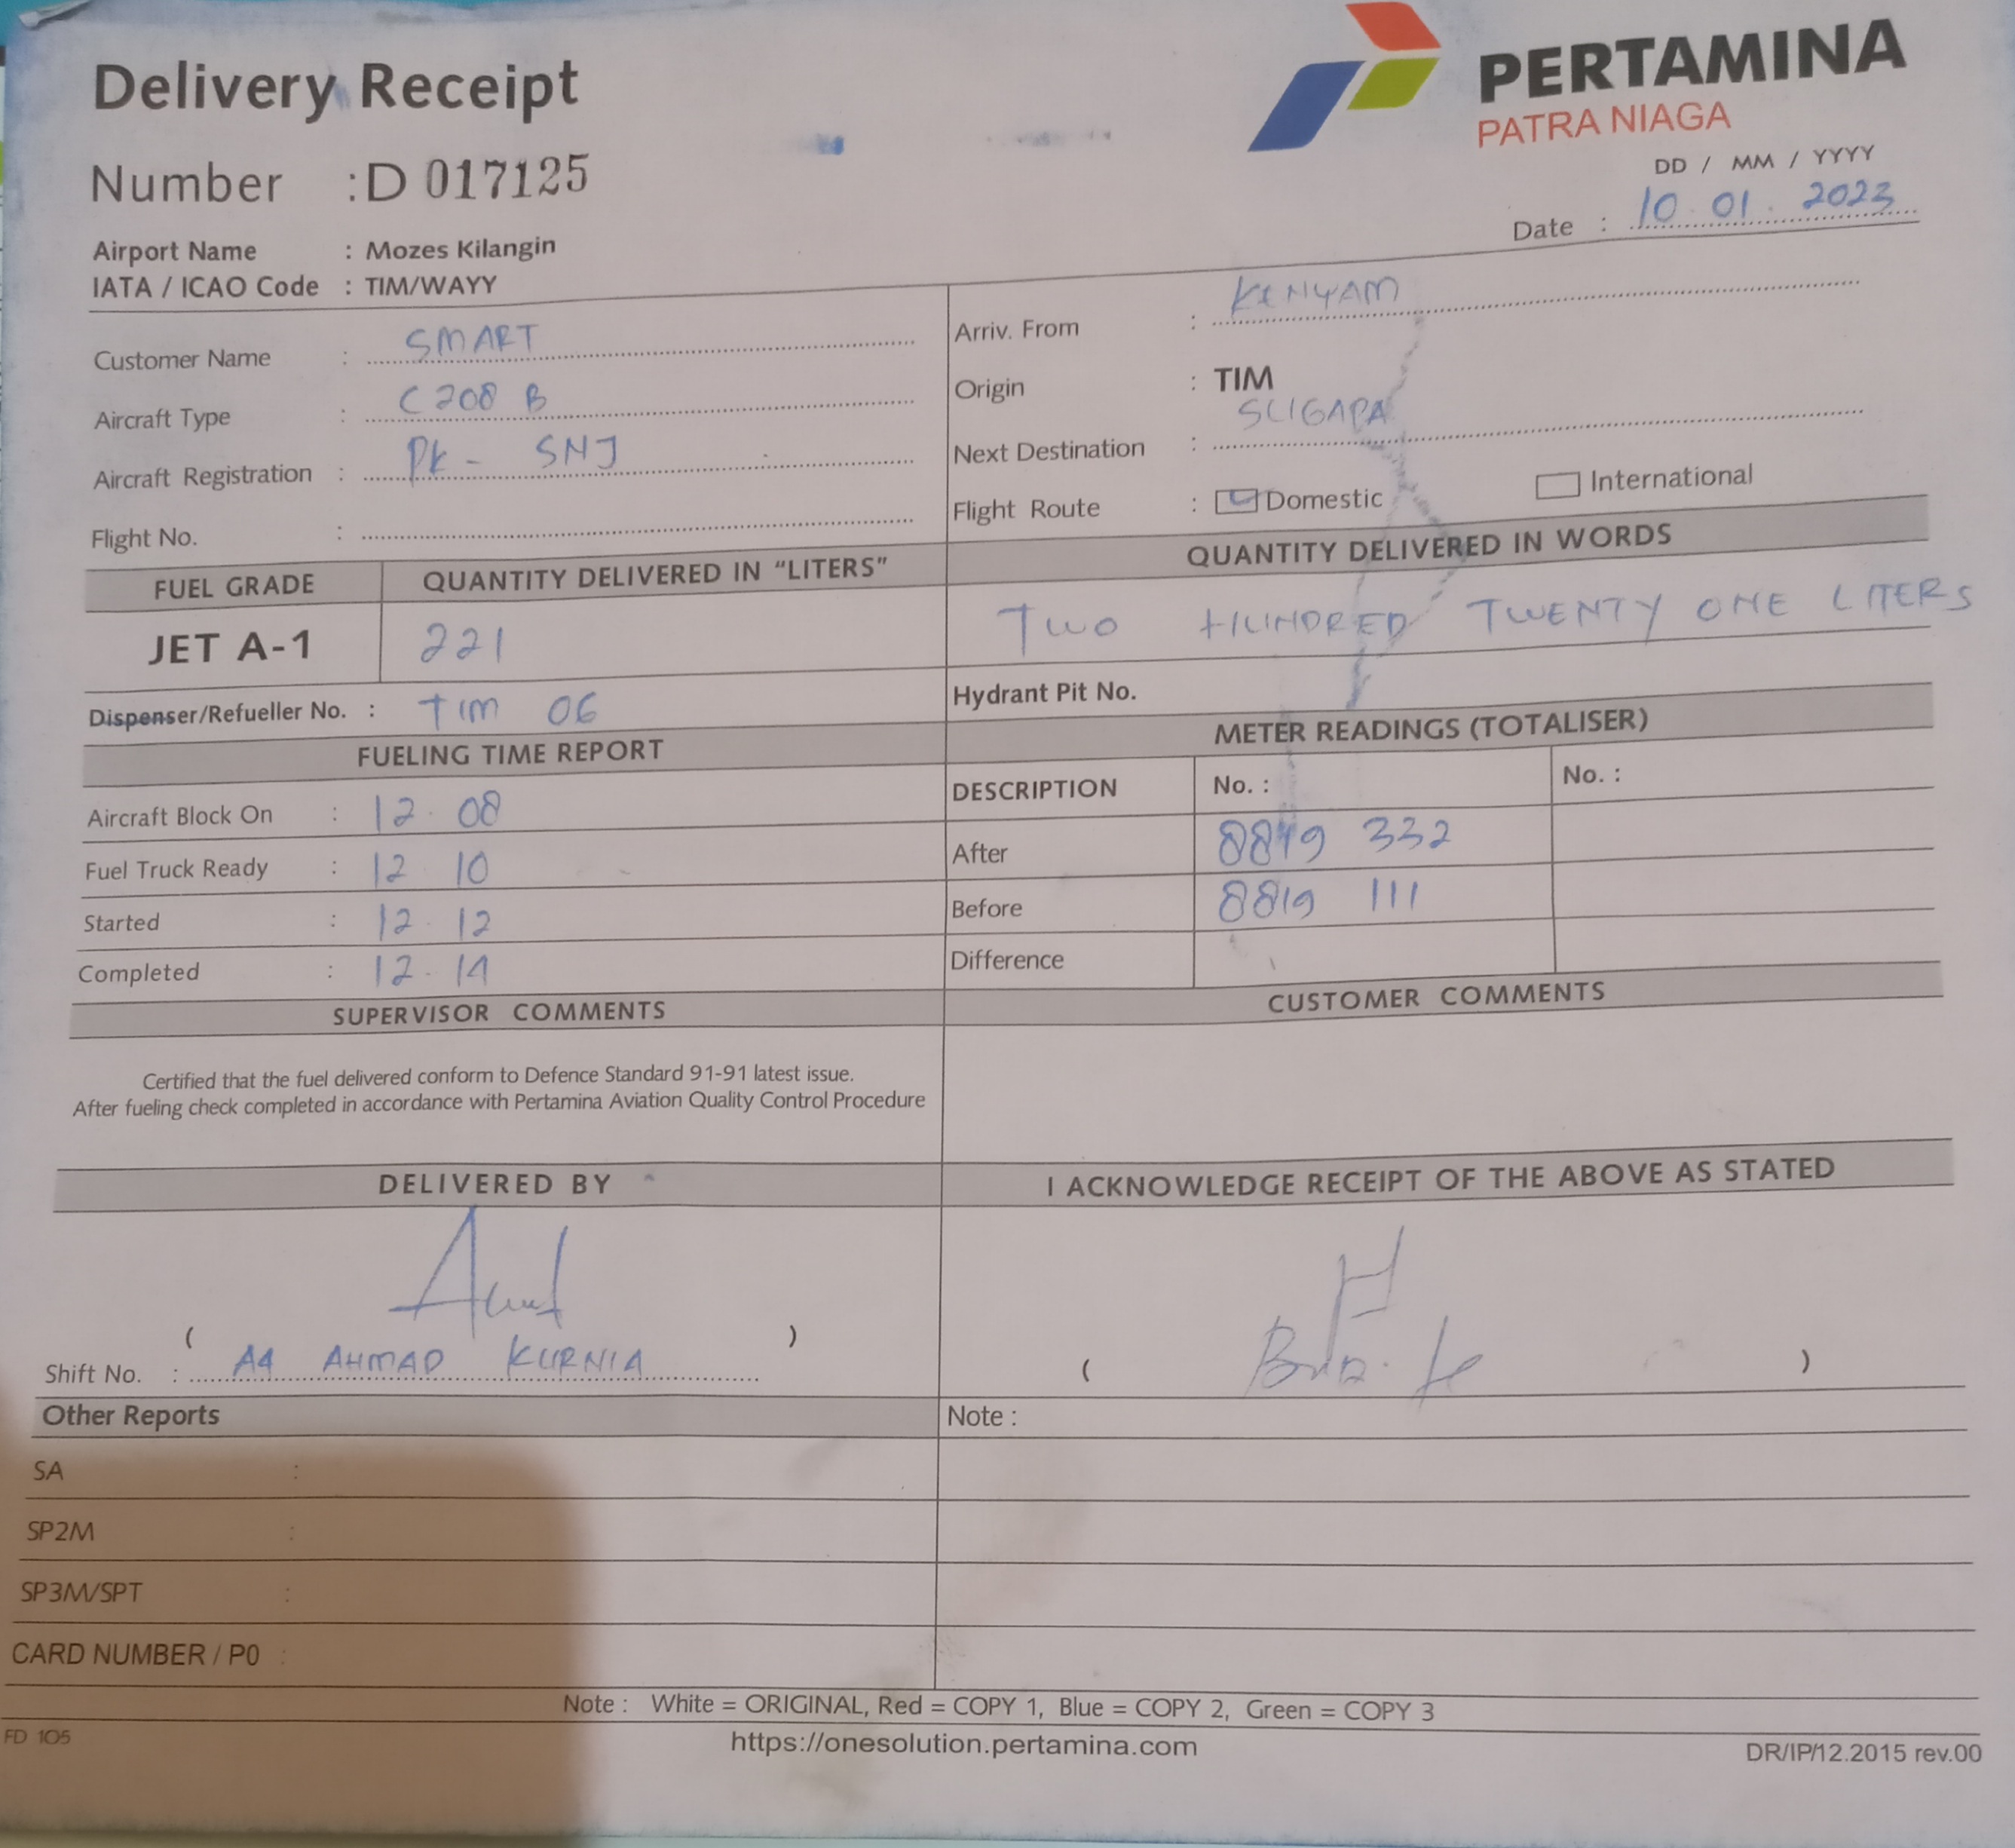 Delivery Receipt
PERTAMINA
PATRA NIAGA
Number : D 017125
DD / MM / YYYY
Date : 10 . 01 . 2023
Airport Name : Mozes Kilangin
IATA / ICAO Code : TIM/WAYY
Customer Name : SMART
Aircraft Type : C 208 B
Aircraft Registration : PK - SNJ
Flight No. :
Arriv. From : KENYAM
Origin : TIM
Next Destination : SUGAPA
Flight Route : Domestic International
FUEL GRADE QUANTITY DELIVERED IN "LITERS" QUANTITY DELIVERED IN WORDS
JET A-1 221 TWO HUNDRED TWENTY ONE LITERS
Dispenser/Refueller No. : TIM 06 Hydrant Pit No.
FUELING TIME REPORT METER READINGS (TOTALISER)
DESCRIPTION No. : No. :
Aircraft Block On : 12 . 08
Fuel Truck Ready : 12 10
Started : 12 . 12
Completed : 12 . 14
After 8819 332
Before 8819 111
Difference
SUPERVISOR COMMENTS CUSTOMER COMMENTS
Certified that the fuel delivered conform to Defence Standard 91-91 latest issue.
After fueling check completed in accordance with Pertamina Aviation Quality Control Procedure
DELIVERED BY I ACKNOWLEDGE RECEIPT OF THE ABOVE AS STATED
( )
Shift No. : A4 AHMAD KURNIA
( )
Other Reports Note :
SA :
SP2M :
SP3M/SPT :
CARD NUMBER / P0 :
Note : White = ORIGINAL, Red = COPY 1, Blue = COPY 2, Green = COPY 3
FD 105
https://onesolution.pertamina.com
DR/IP/12.2015 rev.00